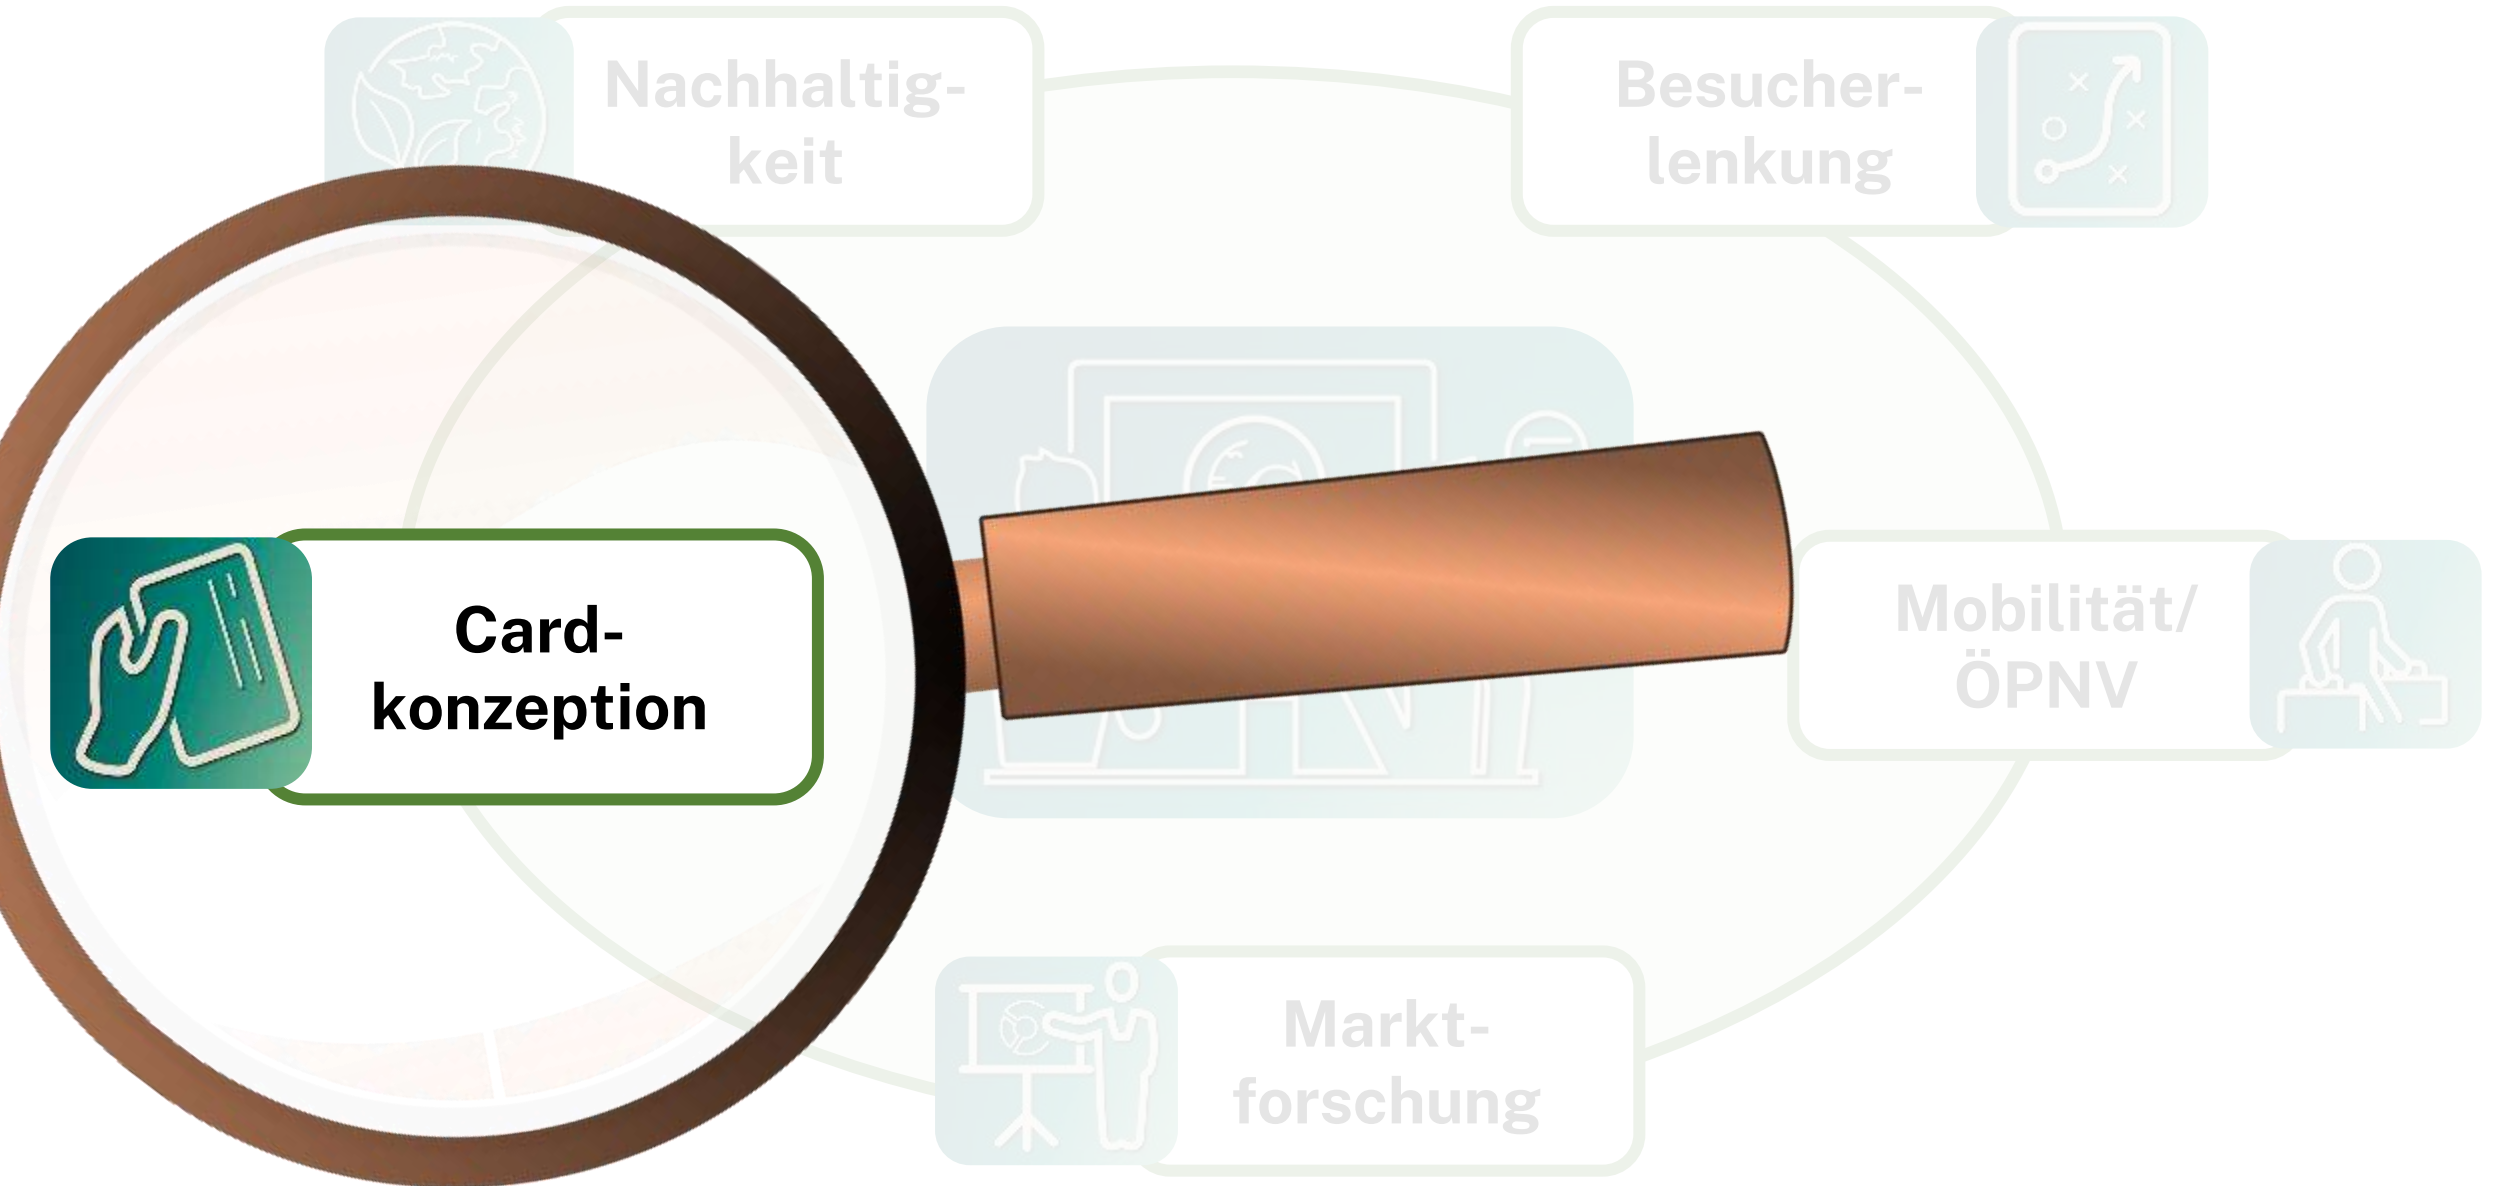 Nachhaltig-
keit
Besucher-
lenkung
Card-
konzeption
Mobilität/
ÖPNV
Markt-
forschung